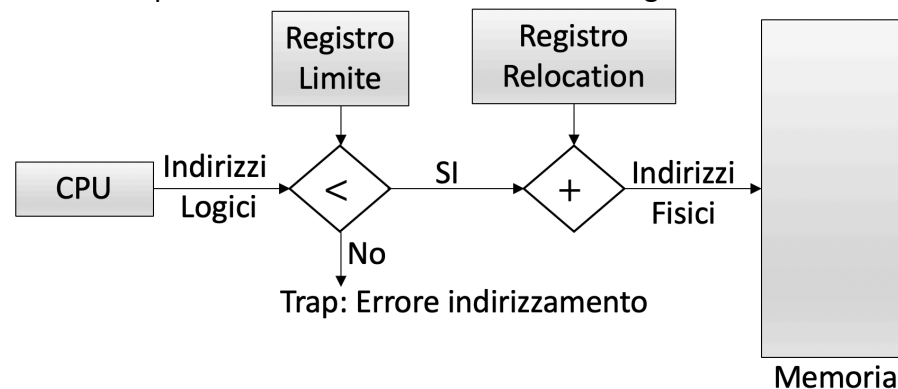 Registro
Limite
Registro
Relocation
CPU
Indirizzi
Logici
<
SI
+
Indirizzi
Fisici
No
Trap: Errore indirizzamento
Memoria